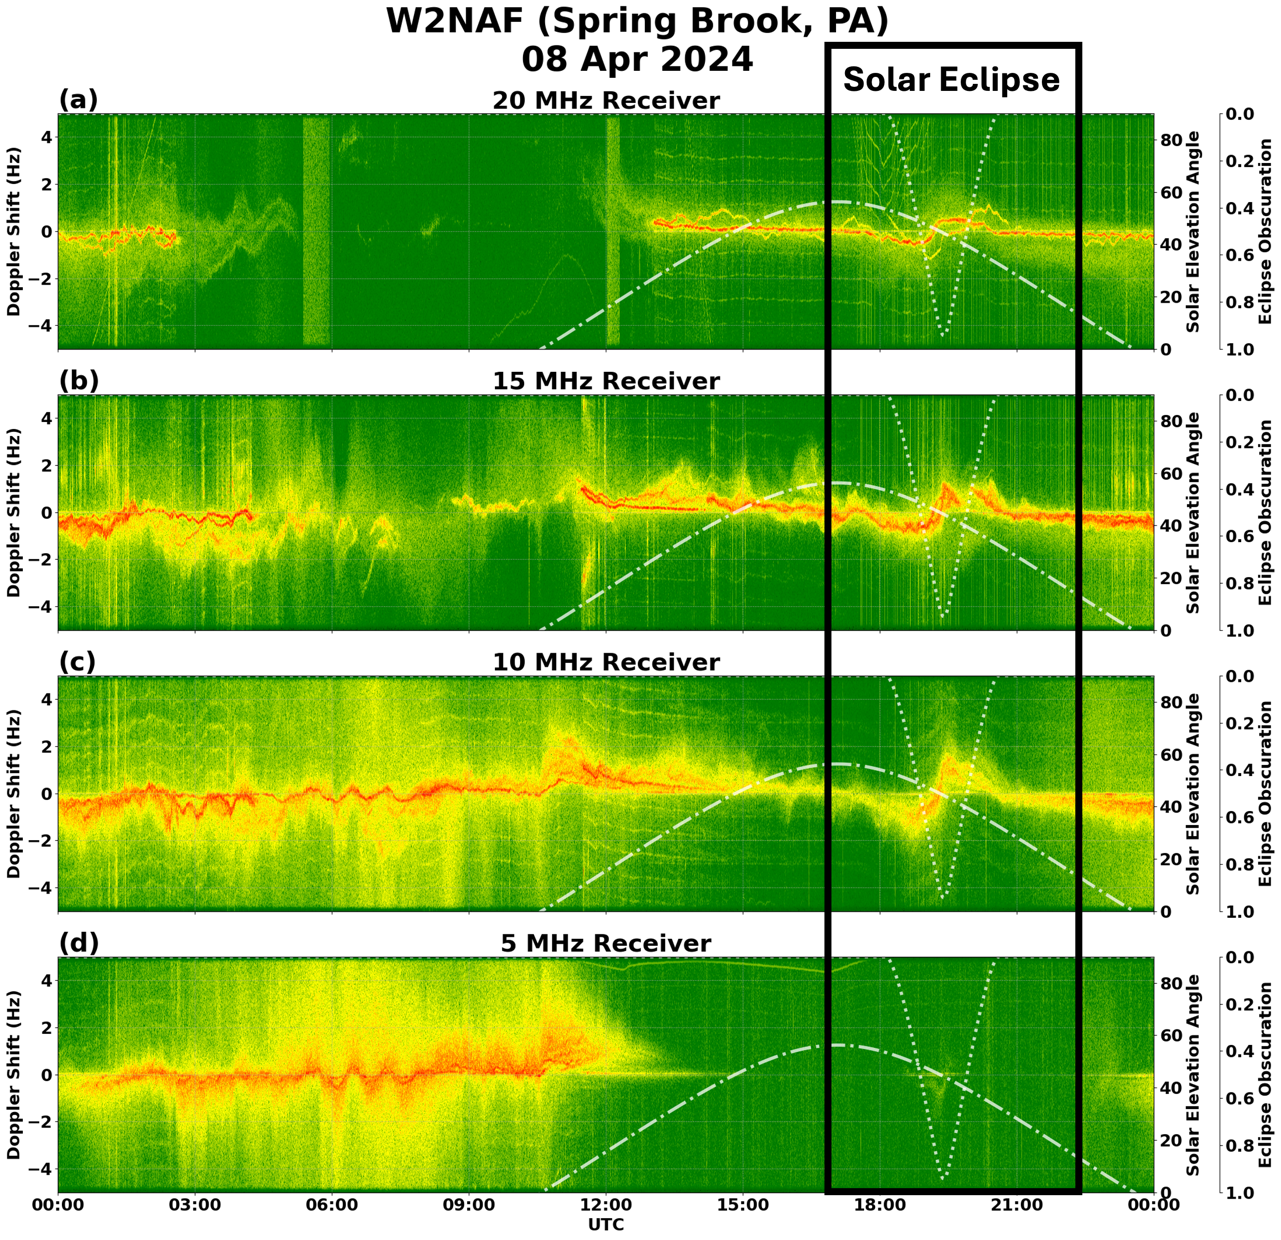 W2NAF (Spring Brook, PA)
08 Apr 2024
Solar Eclipse
(a)
20 MHz Receiver
Doppler Shift (Hz)
4
2
0
−2
−4
80
60
40
20
0
Solar Elevation Angle
0.0
0.2
0.4
0.6
0.8
1.0
Eclipse Obscuration
(b)
15 MHz Receiver
Doppler Shift (Hz)
4
2
0
−2
−4
80
60
40
20
0
Solar Elevation Angle
0.0
0.2
0.4
0.6
0.8
1.0
Eclipse Obscuration
(c)
10 MHz Receiver
Doppler Shift (Hz)
4
2
0
−2
−4
80
60
40
20
0
Solar Elevation Angle
0.0
0.2
0.4
0.6
0.8
1.0
Eclipse Obscuration
(d)
5 MHz Receiver
Doppler Shift (Hz)
4
2
0
−2
−4
80
60
40
20
0
Solar Elevation Angle
0.0
0.2
0.4
0.6
0.8
1.0
Eclipse Obscuration
00:00 03:00 06:00 09:00 12:00 15:00 18:00 21:00 00:00
UTC